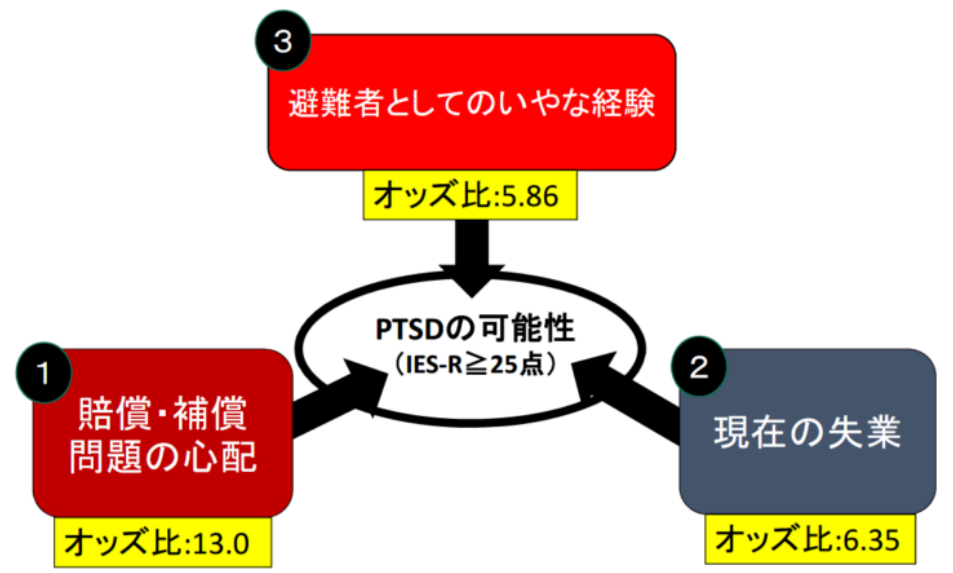 3
避難者としてのいやな経験
オッズ比:5.86
PTSDの可能性
(IES-R≧25点)
1
賠償・補償
問題の心配
オッズ比:13.0
2
現在の失業
オッズ比:6.35